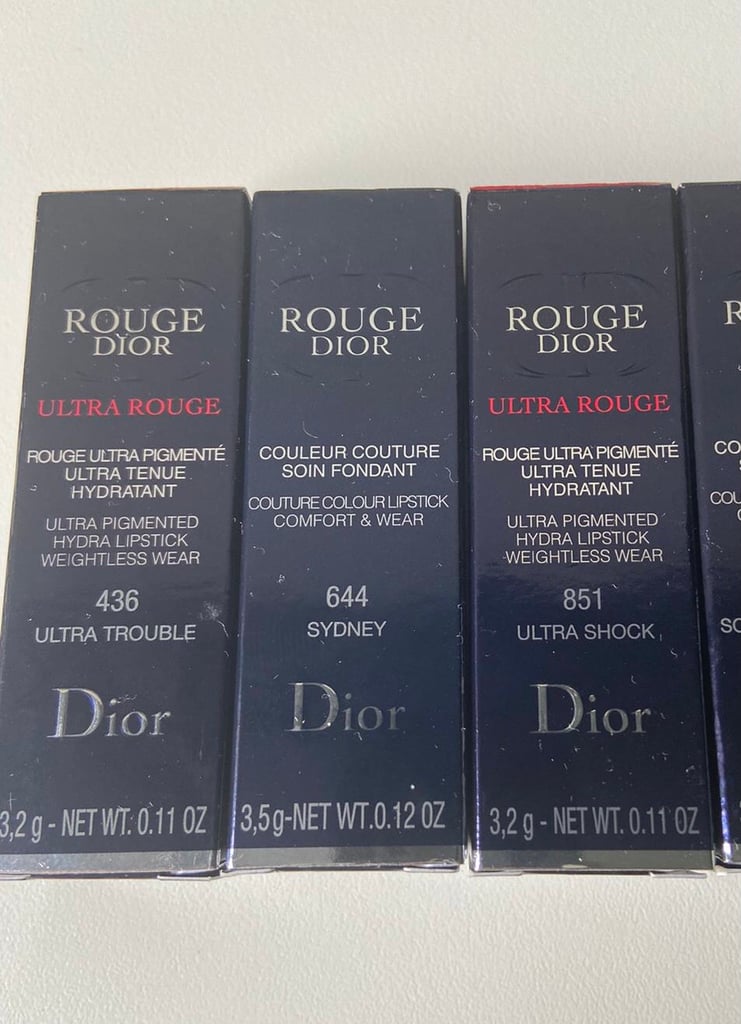 ROUGE
DIOR
ULTRA ROUGE
ROUGE ULTRA PIGMENTÉ
ULTRA TENUE
HYDRATANT
ULTRA PIGMENTED
HYDRA LIPSTICK
WEIGHTLESS WEAR
436
ULTRA TROUBLE
Dior
3,2 g - NET WT. 0.11 OZ
ROUGE
DIOR
COULEUR COUTURE
SOIN FONDANT
COUTURE COLOUR LIPSTICK
COMFORT & WEAR
644
SYDNEY
Dior
3,5g-NET WT.0.12 OZ
ROUGE
DIOR
ULTRA ROUGE
ROUGE ULTRA PIGMENTÉ
ULTRA TENUE
HYDRATANT
ULTRA PIGMENTED
HYDRA LIPSTICK
WEIGHTLESS WEAR
851
ULTRA SHOCK
Dior
3,2 g - NET WT. 0.11 OZ